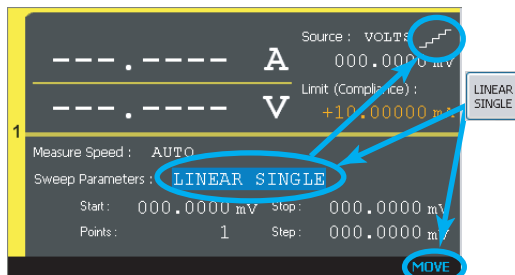 Source : VOLTS
---.---- A 000.0000 mV
Limit (Compliance) :
---.---- V +10.00000 mA
LINEAR
SINGLE
1
Measure Speed : AUTO
Sweep Parameters : LINEAR SINGLE
Start : 000.0000 mV Stop : 000.0000 mV
Points : 1 Step : 000.0000 mV
MOVE